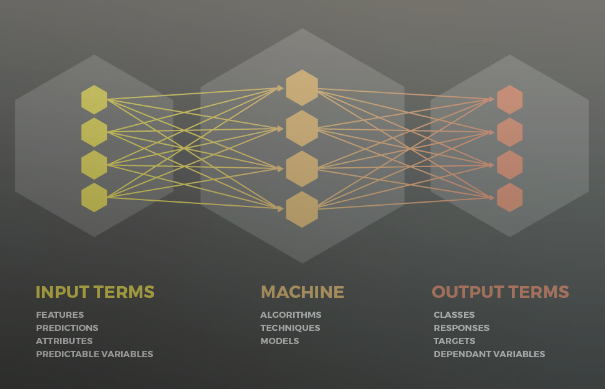 INPUT TERMS
FEATURES
PREDICTIONS
ATTRIBUTES
PREDICTABLE VARIABLES
MACHINE
ALGORITHMS
TECHNIQUES
MODELS
OUTPUT TERMS
CLASSES
RESPONSES
TARGETS
DEPENDANT VARIABLES